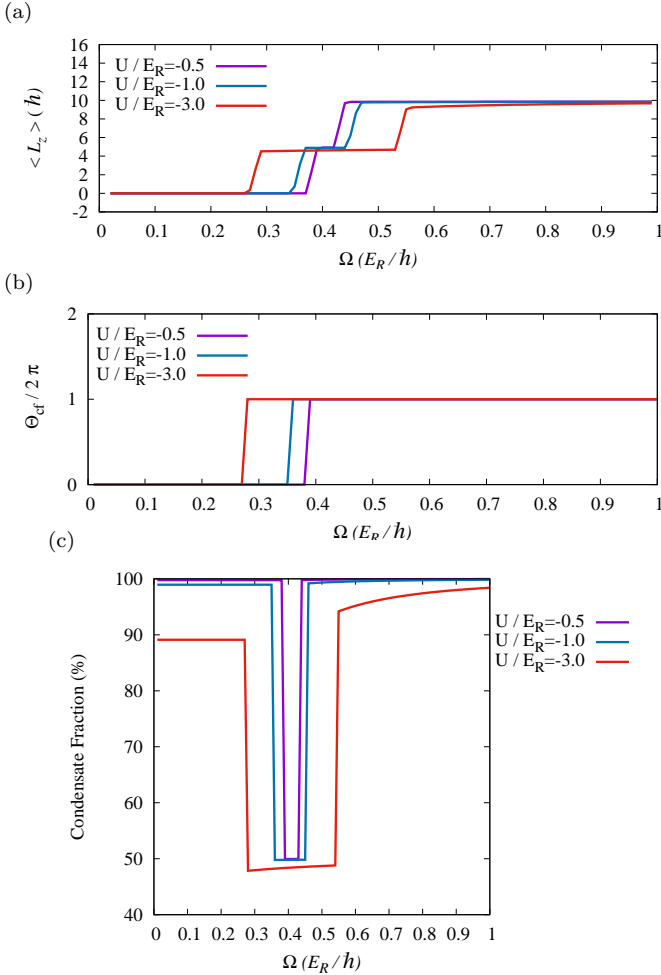 (a)
16
14
12
10
8
6
4
2
0
-2
< L_z > ( ħ )
U / E_R=-0.5
U / E_R=-1.0
U / E_R=-3.0
0 0.1 0.2 0.3 0.4 0.5 0.6 0.7 0.8 0.9 1
Ω (E_R / ħ)
(b)
2
1
0
Θ_cf / 2 π
U / E_R=-0.5
U / E_R=-1.0
U / E_R=-3.0
0 0.1 0.2 0.3 0.4 0.5 0.6 0.7 0.8 0.9 1
Ω (E_R / ħ)
(c)
100
90
80
70
60
50
40
Condensate Fraction (%)
U / E_R=-0.5
U / E_R=-1.0
U / E_R=-3.0
0 0.1 0.2 0.3 0.4 0.5 0.6 0.7 0.8 0.9 1
Ω (E_R / ħ)